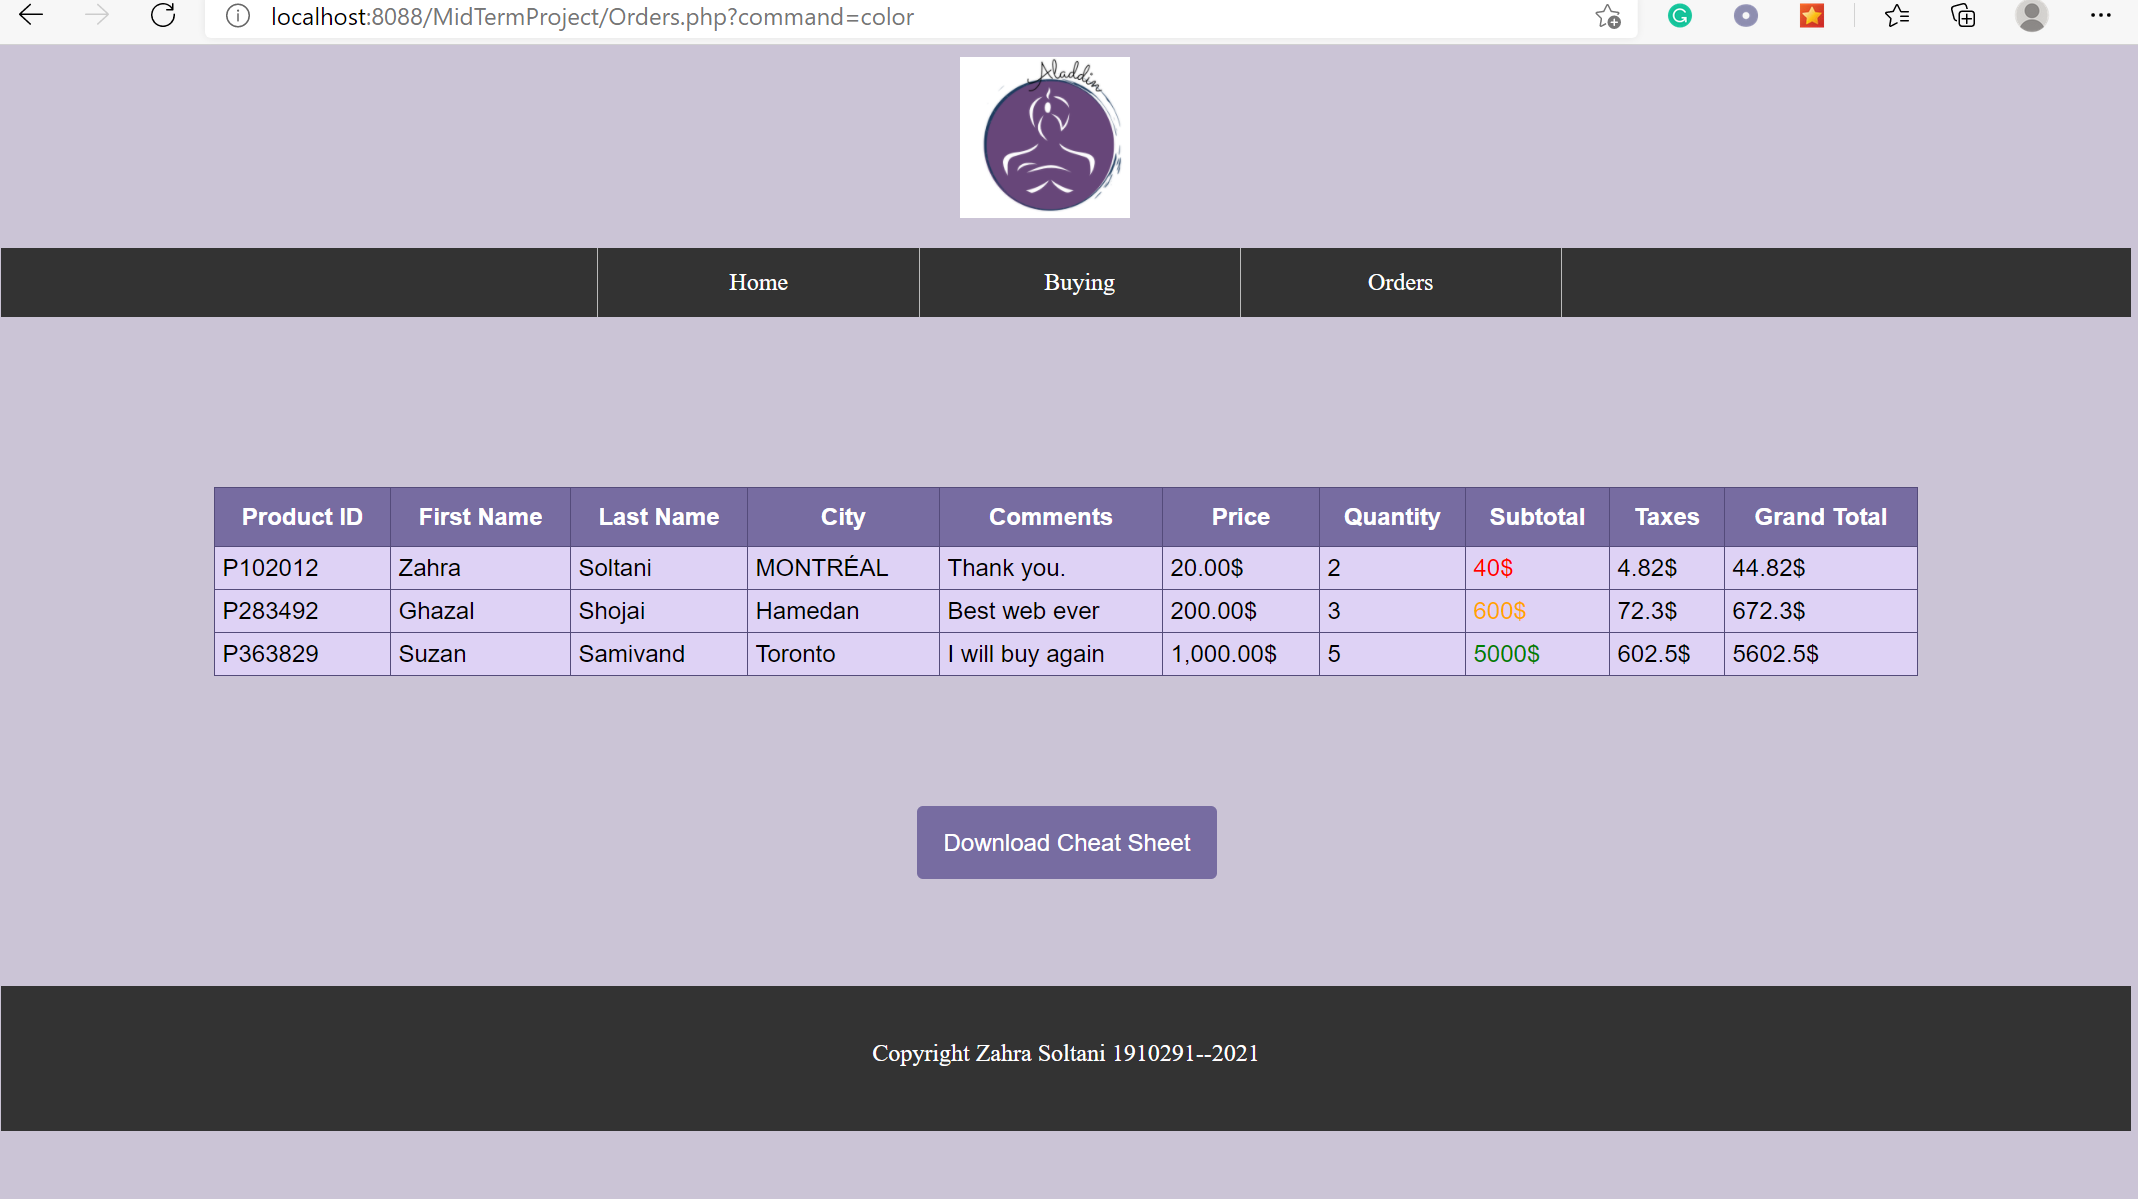 localhost:8088/MidTermProject/Orders.php?command=color
Aladdin
Home Buying Orders
Product ID First Name Last Name City Comments Price Quantity Subtotal Taxes Grand Total
P102012 Zahra Soltani MONTRÉAL Thank you. 20.00$ 2 40$ 4.82$ 44.82$
P283492 Ghazal Shojai Hamedan Best web ever 200.00$ 3 600$ 72.3$ 672.3$
P363829 Suzan Samivand Toronto I will buy again 1,000.00$ 5 5000$ 602.5$ 5602.5$
Download Cheat Sheet
Copyright Zahra Soltani 1910291--2021